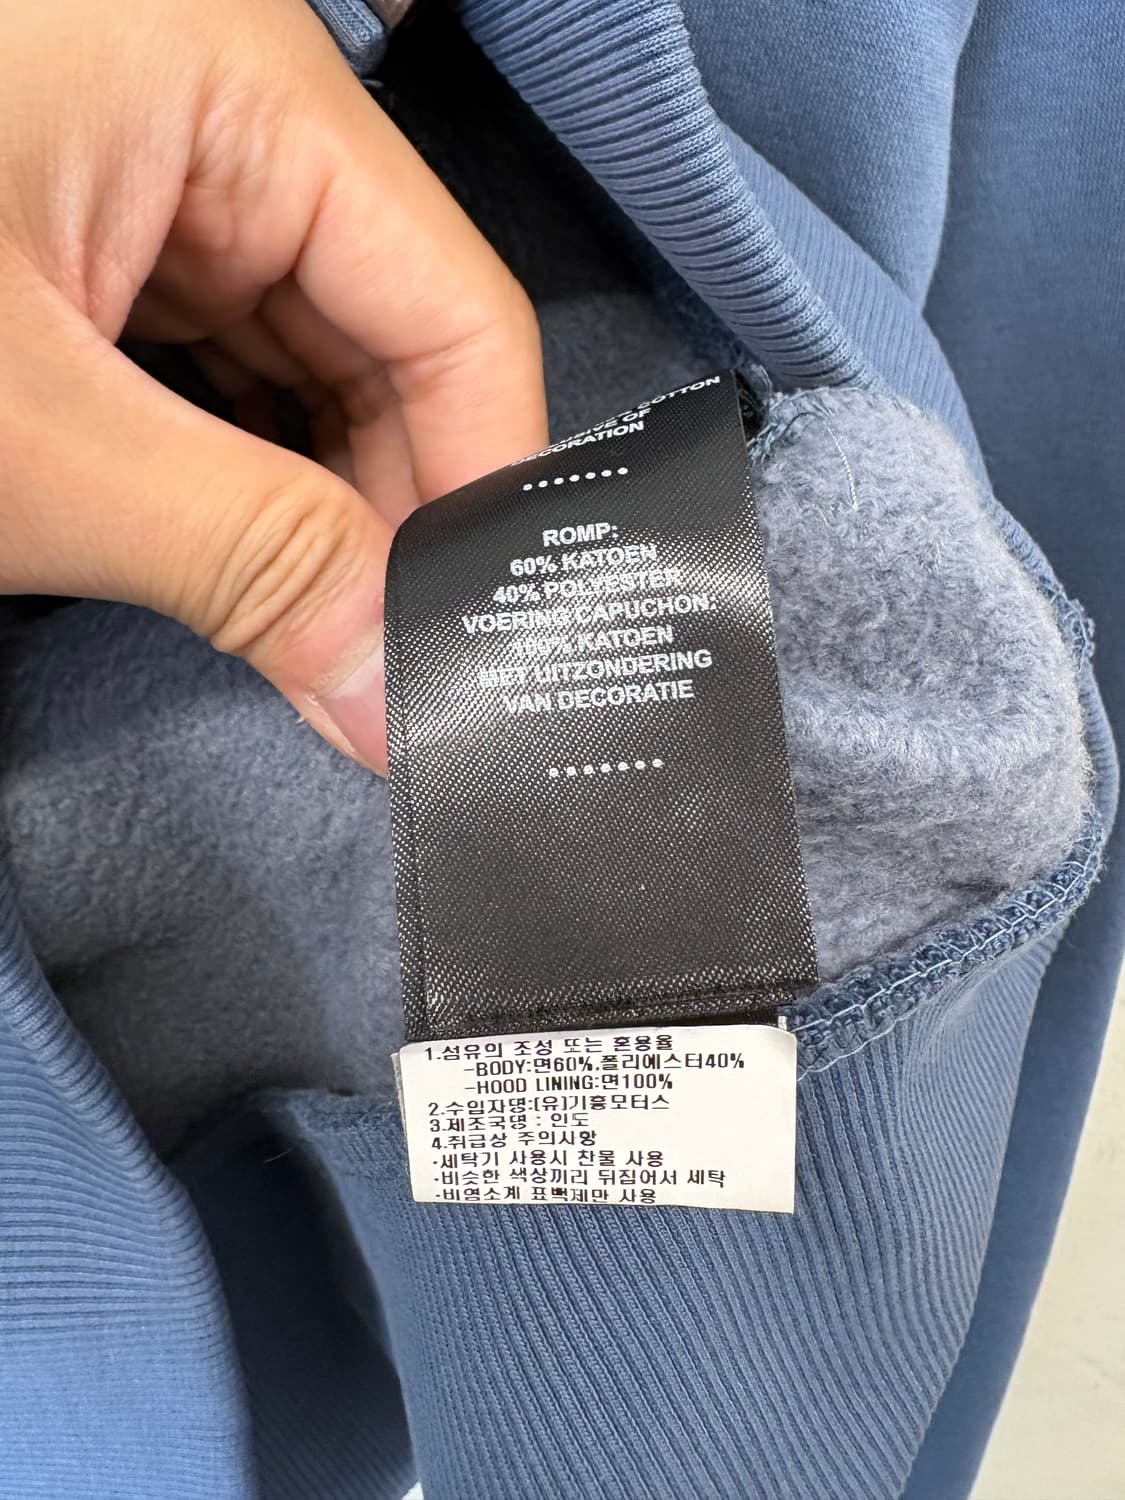 COTTON
OF
DECORATION
ROMP:
60% KATOEN
40% POLYESTER
VOERING CAPUCHON:
100% KATOEN
MET UITZONDERING
VAN DECORATIE
1.섬유의 조성 또는 혼용율
-BODY:면60%,폴리에스터40%
-HOOD LINING:면100%
2.수입자명:[유]기흥모터스
3.제조국명 : 인도
4.취급상 주의사항
·세탁기 사용시 찬물 사용
·비슷한 색상끼리 뒤집어서 세탁
·비염소계 표백제만 사용